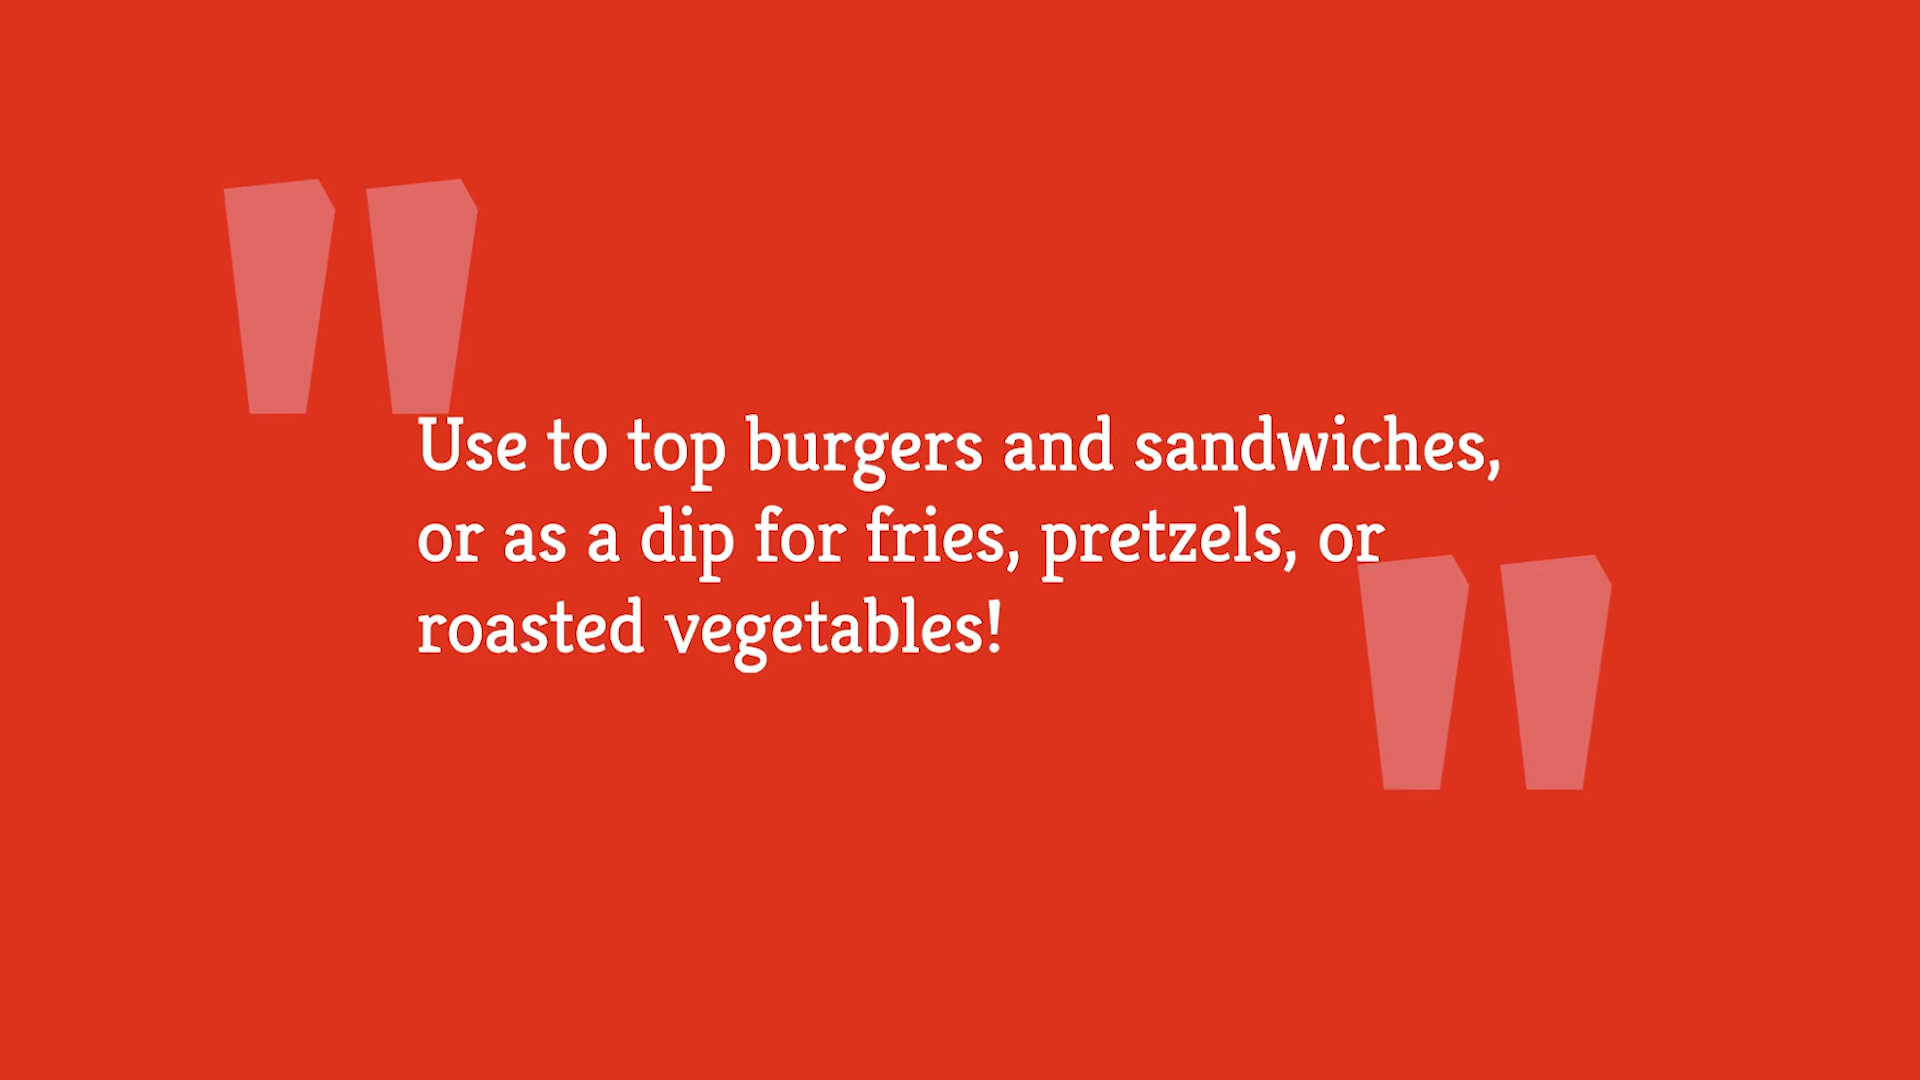 "
Use to top burgers and sandwiches,
or as a dip for fries, pretzels, or
roasted vegetables!
"